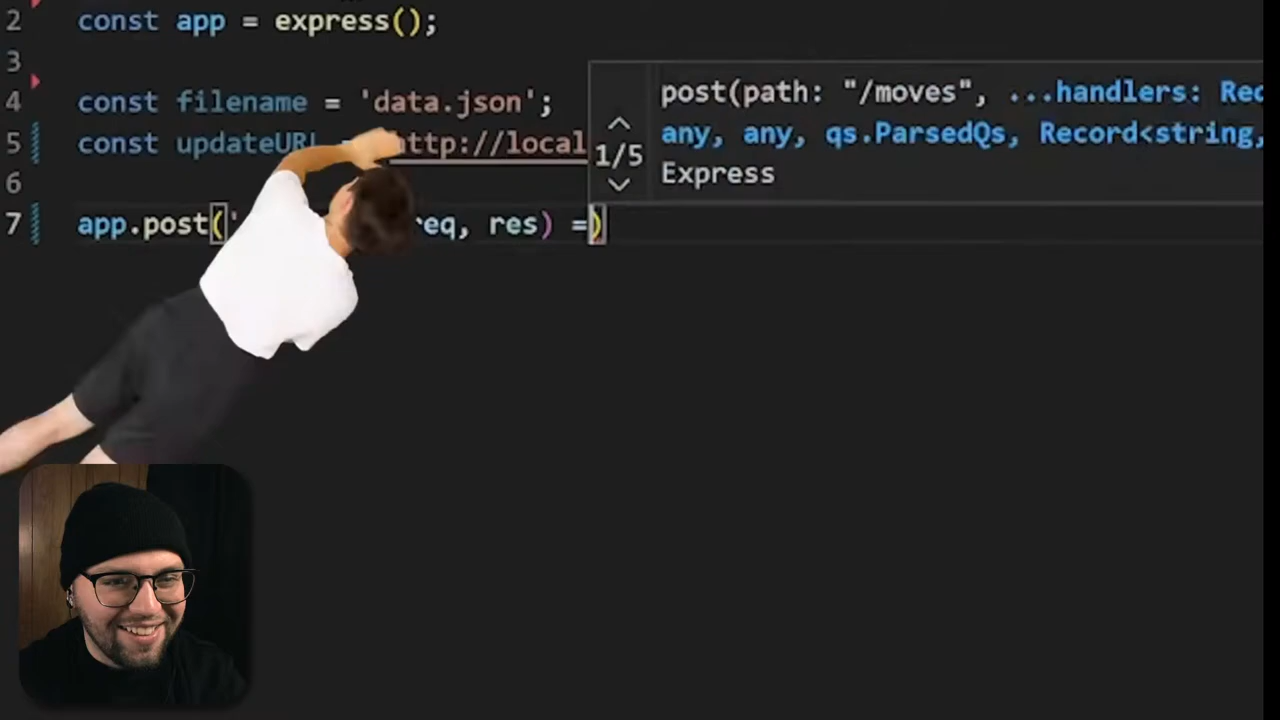 2 const app = express();
3
4 const filename = 'data.json';
5 const updateURL = 'http://local
6
7 app.post(' req, res) =)
post(path: "/moves", ...handlers: Rec
any, any, qs.ParsedQs, Record<string,
1/5
Express